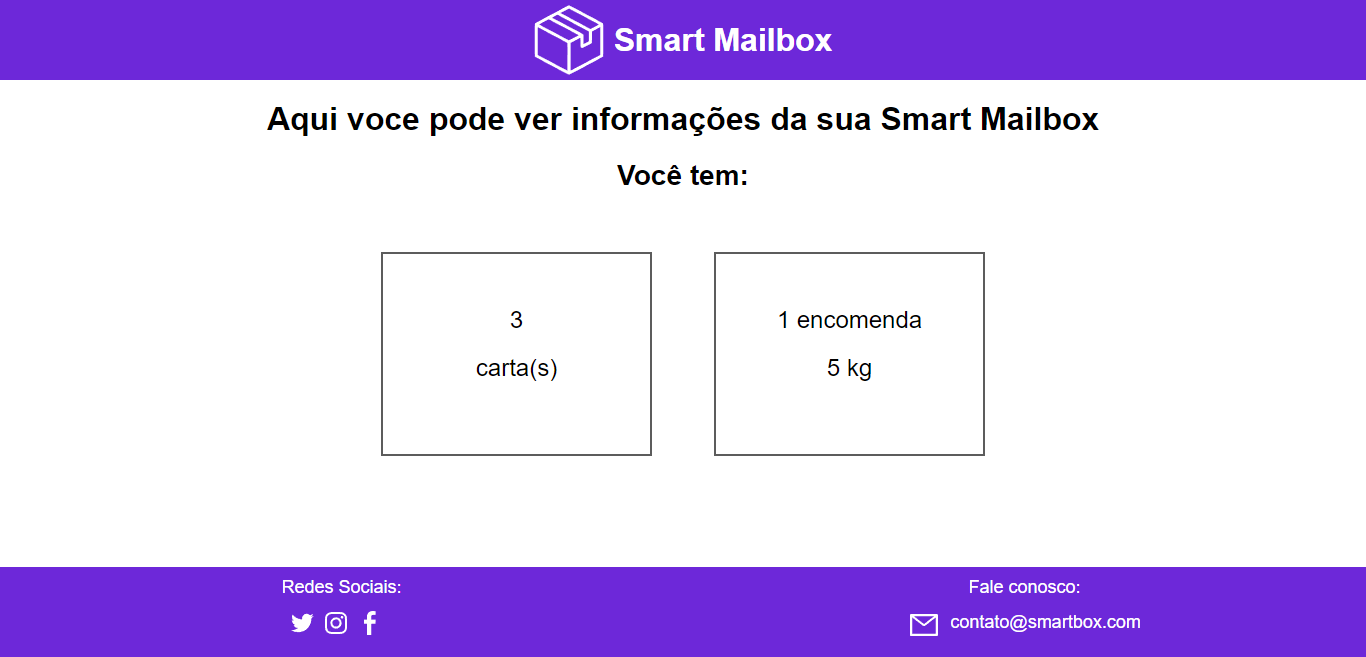 Smart Mailbox
Aqui voce pode ver informações da sua Smart Mailbox
Você tem:
3
carta(s)
1 encomenda
5 kg
Redes Sociais:
Fale conosco:
contato@smartbox.com